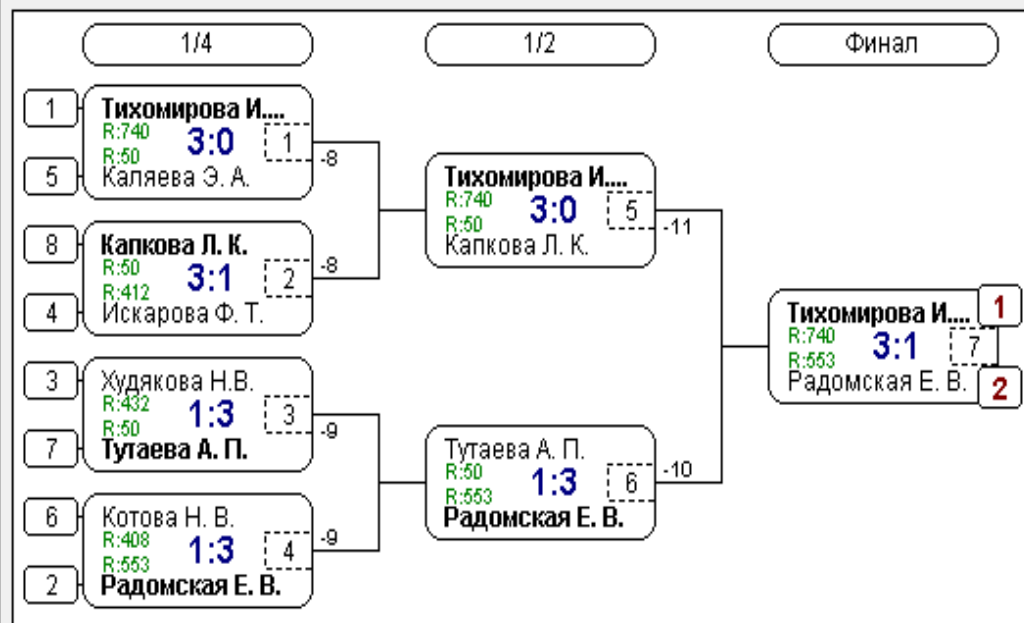 1/4
1/2
Финал
1
Тихомирова И....
R:740
3:0
1
-8
R:50
5
Каляева Э. А.
8
Капкова Л. К.
R:50
3:1
2
-8
R:412
4
Искарова Ф. Т.
3
Худякова Н.В.
R:432
1:3
3
-9
R:50
7
Тутаева А. П.
6
Котова Н. В.
R:408
1:3
4
-9
R:553
2
Радомская Е. В.
Тихомирова И....
R:740
3:0
5
-11
R:50
Капкова Л. К.
Тутаева А. П.
R:50
1:3
6
-10
R:553
Радомская Е. В.
Тихомирова И....
1
R:740
3:1
7
R:553
Радомская Е. В.
2